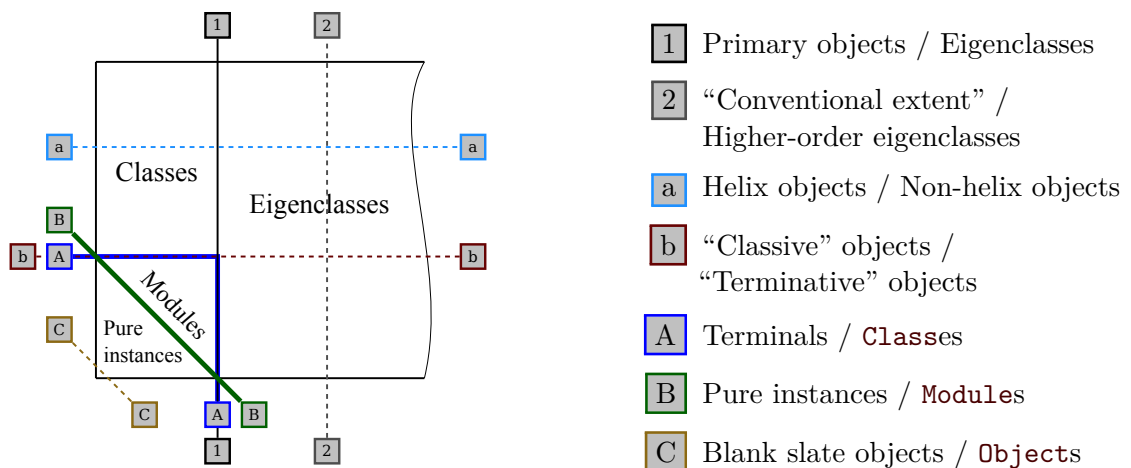 1
2
1 Primary objects / Eigenclasses
2 “Conventional extent” /
Higher-order eigenclasses
a
a
Classes
a Helix objects / Non-helix objects
Eigenclasses
B
b
A
b
b “Classive” objects /
“Terminative” objects
Modules
Pure
instances
C
A Terminals / Classes
B Pure instances / Modules
C
A
B
1
2
C Blank slate objects / Objects